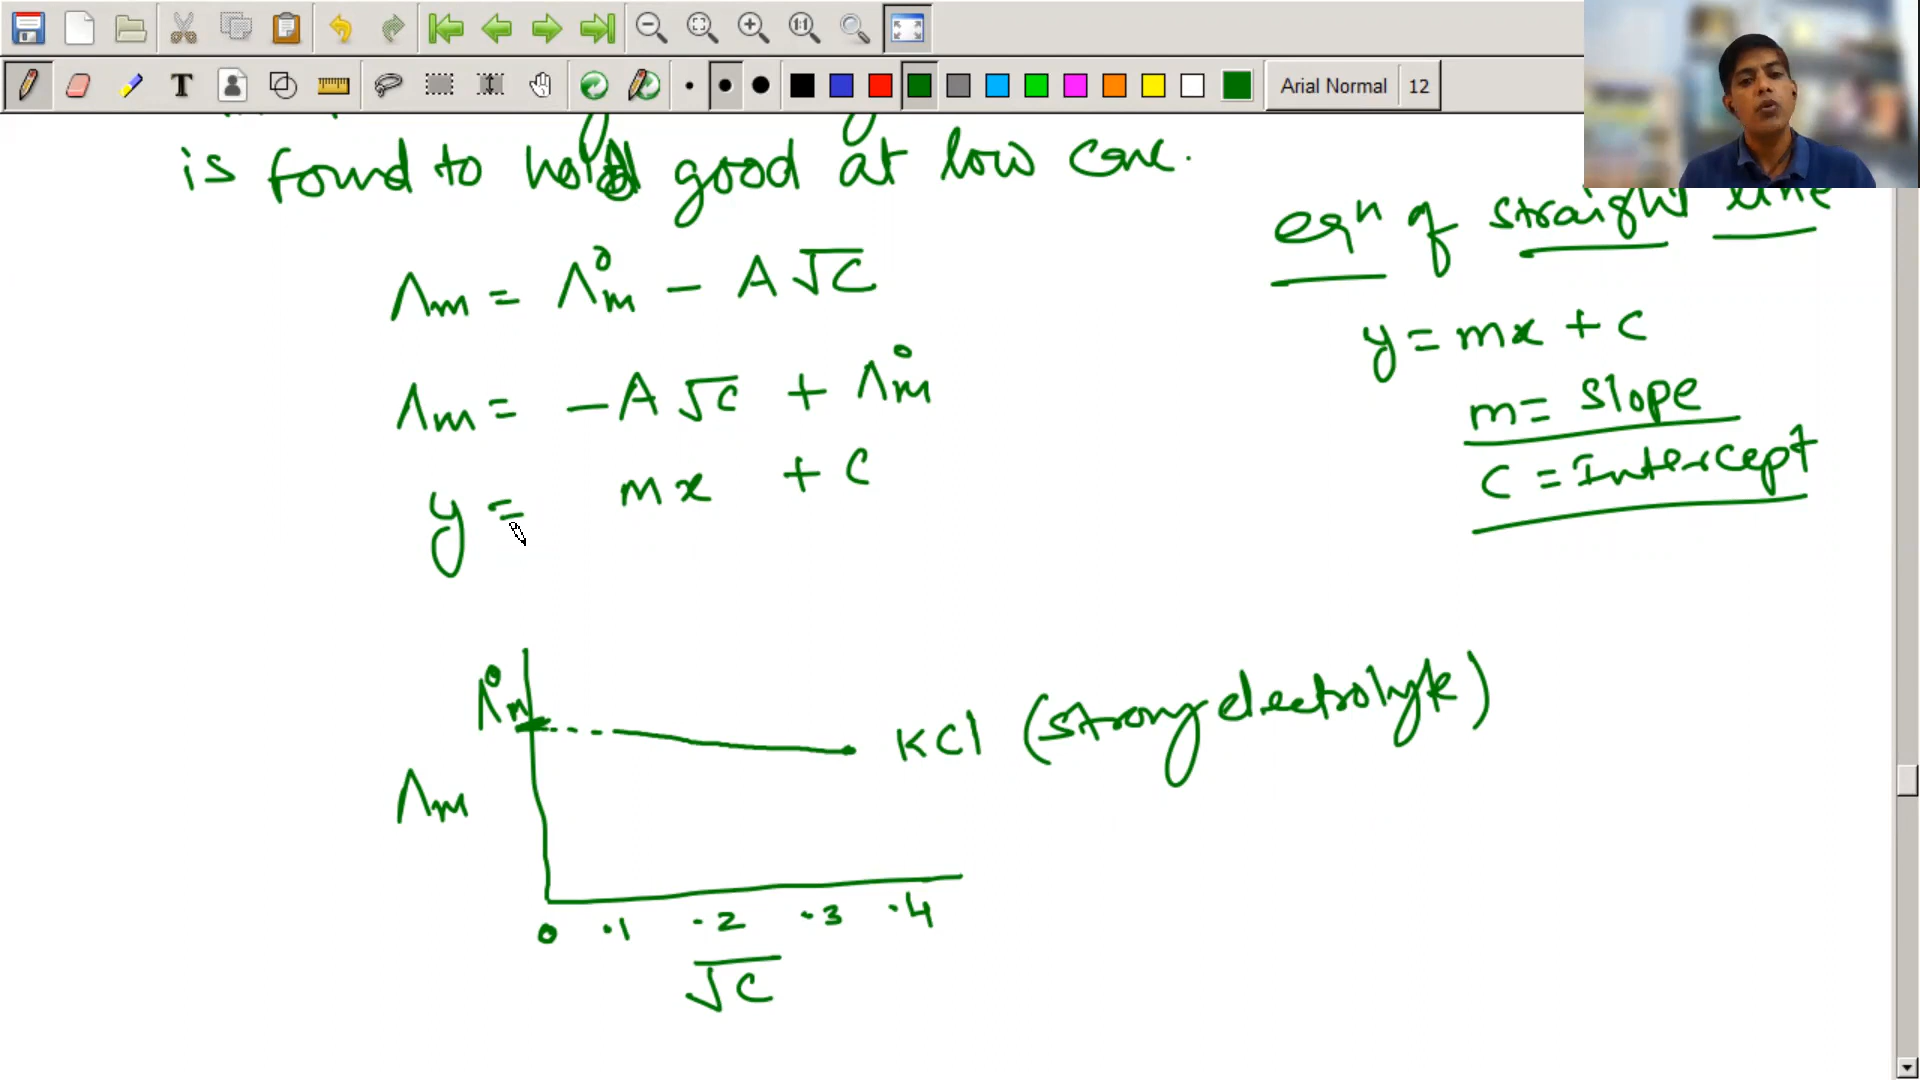 Arial Normal 12
is found to hold good at low conc.
Λm = Λ°m − A √C
Λm = −A √C + Λ°m
y = mx + C
eqn of straight line
y = mx + C
m = Slope
C = Intercept
Λ°m
KCl (strong electrolyte)
Λm
0 .1 .2 .3 .4
√C